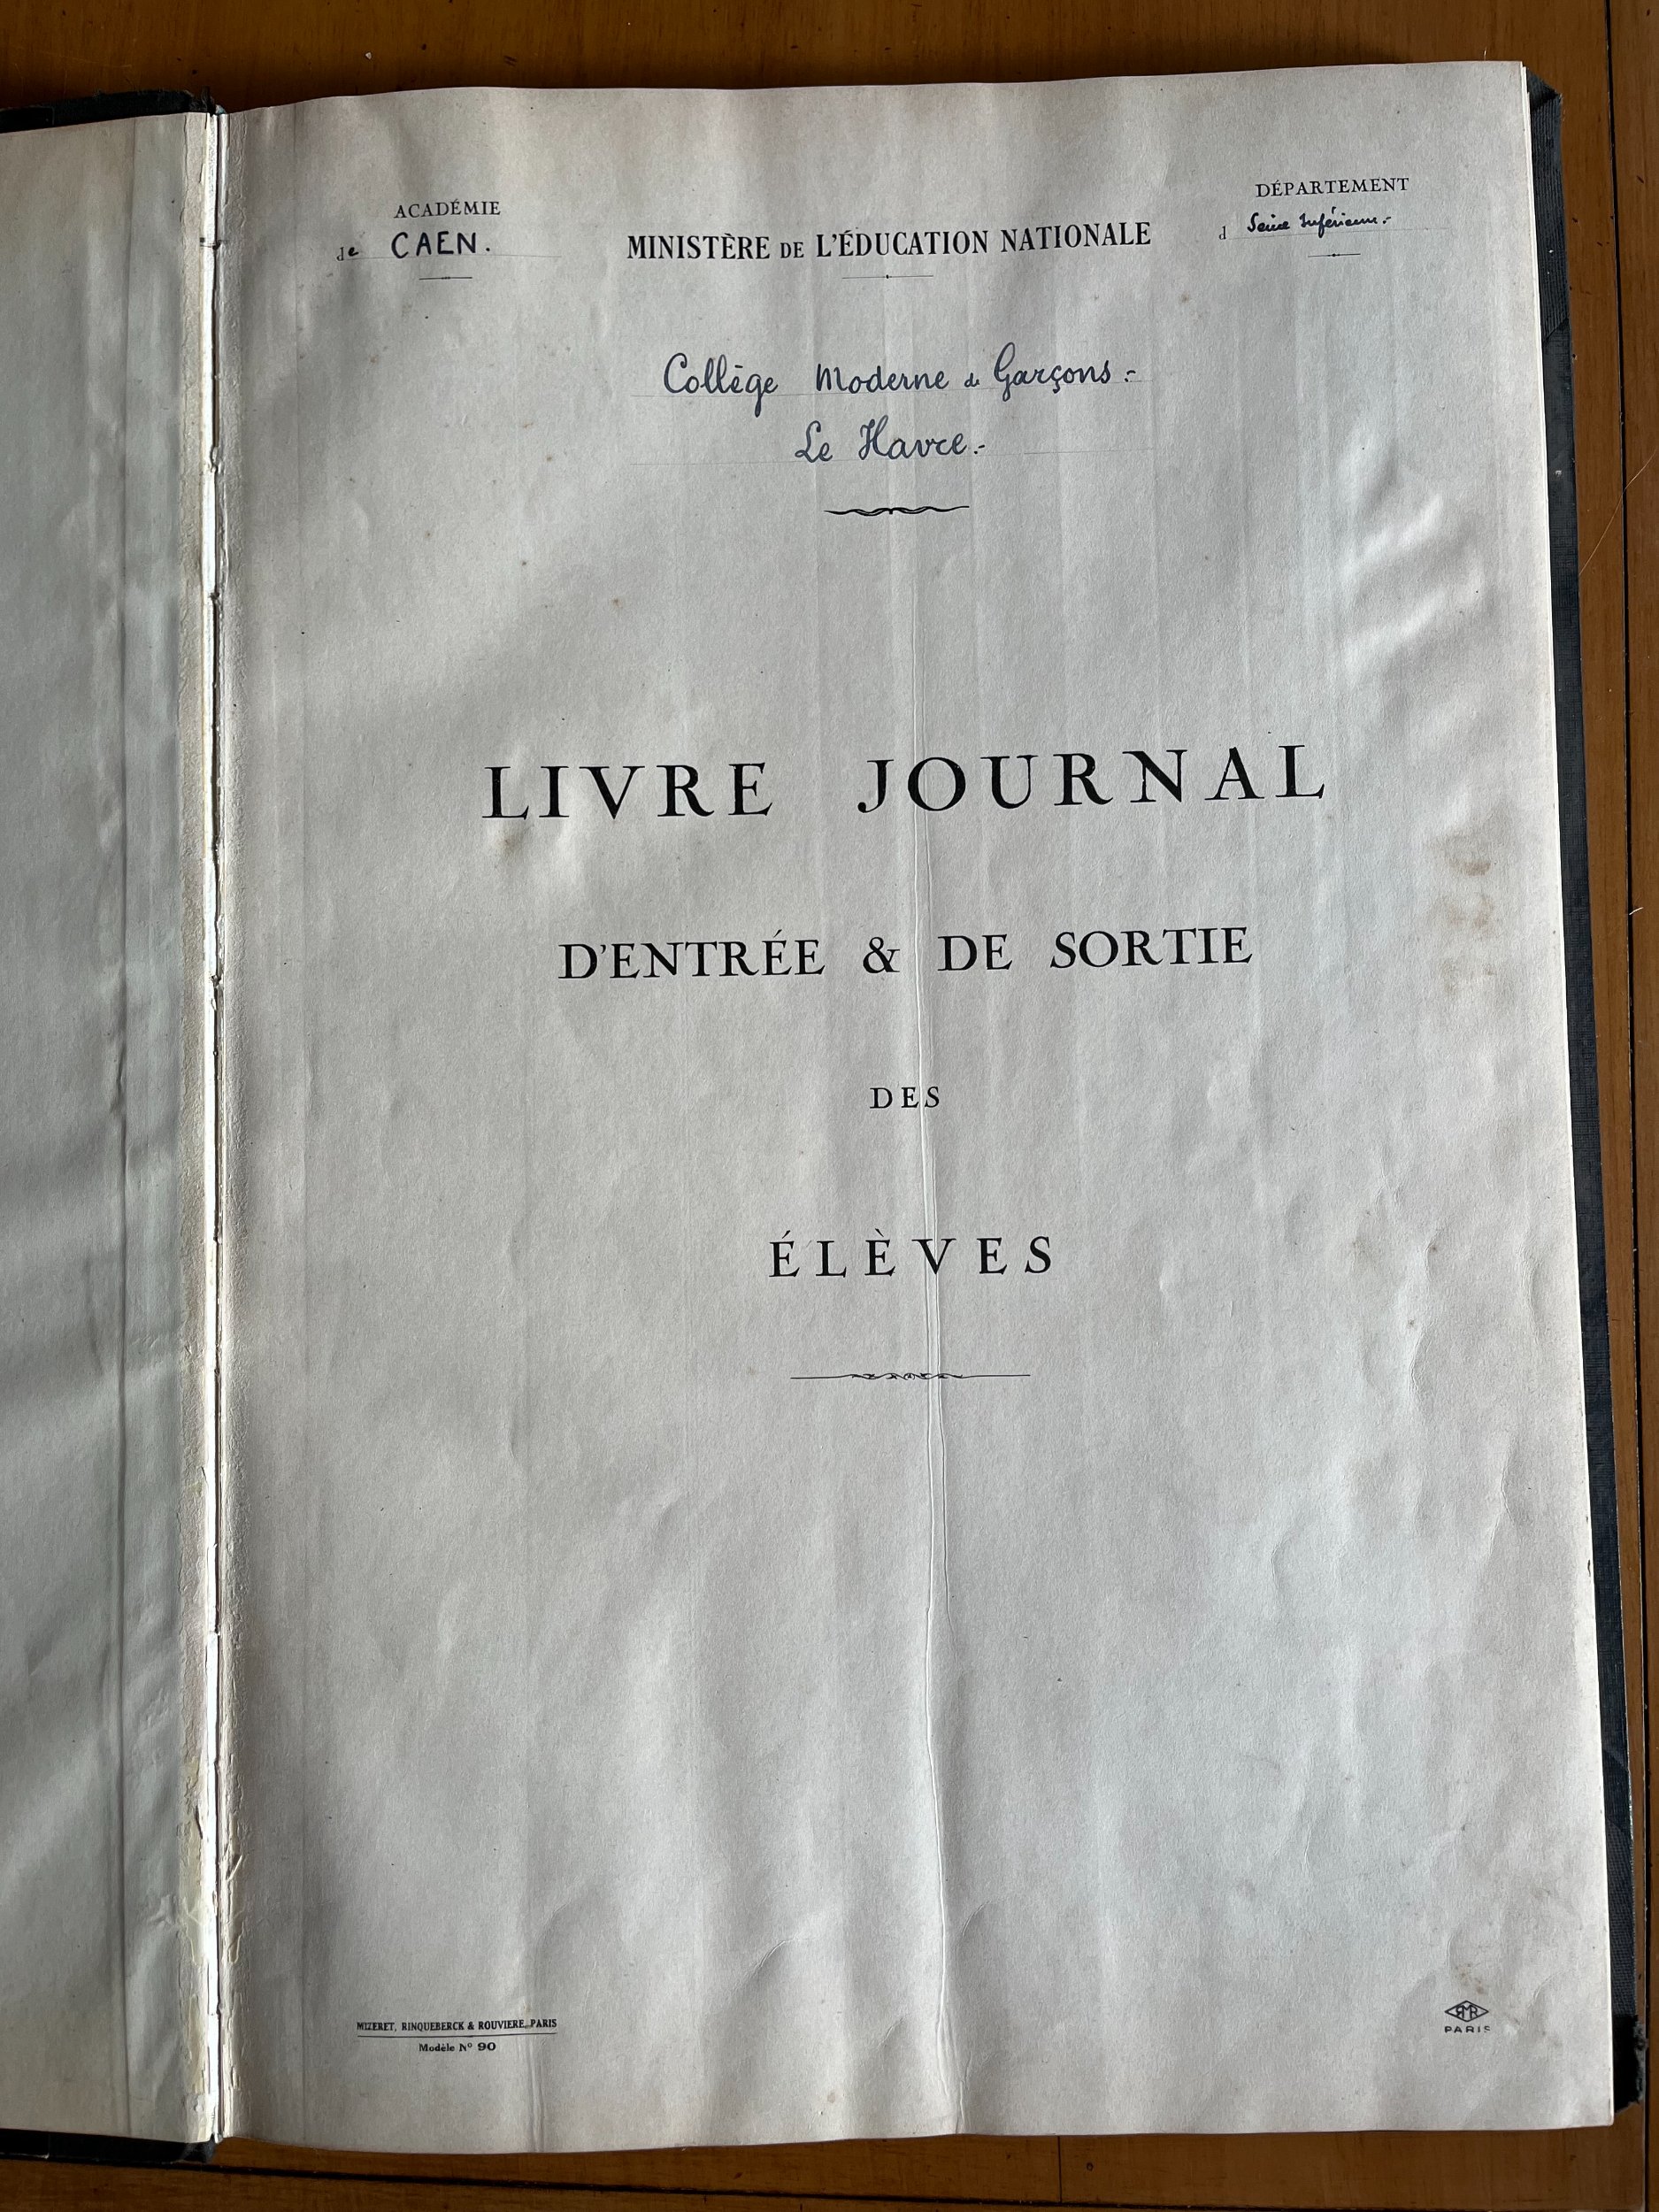 ACADÉMIE
de CAEN.
MINISTÈRE DE L'ÉDUCATION NATIONALE
DÉPARTEMENT
d Seine Inférieure.-
Collège Moderne de Garçons.-
Le Havre.-
LIVRE JOURNAL
D'ENTRÉE & DE SORTIE
DES
ÉLÈVES
MIZERET, RINQUEBERCK & ROUVIERE, PARIS
Modèle Nº 90
PARIS